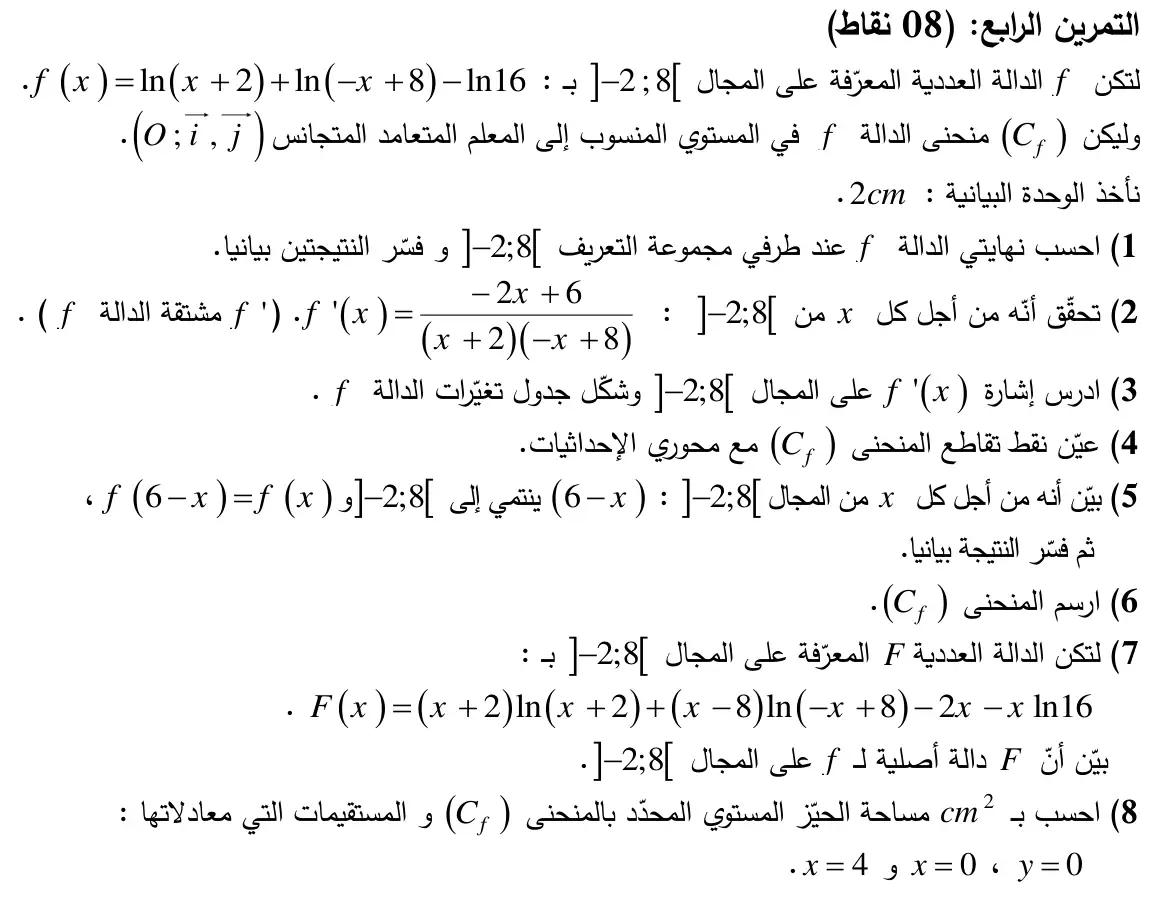 التمرين الرابع: (08 نقاط)
لتكن f الدالة العددية المعرّفة على المجال ]–2 ; 8[ بـ : f (x) = ln(x + 2) + ln(–x + 8) – ln16.
وليكن (C_f) منحنى الدالة f في المستوي المنسوب إلى المعلم المتعامد المتجانس (O ; i⃗ , j⃗).
نأخذ الوحدة البيانية : 2cm .
1) احسب نهايتي الدالة f عند طرفي مجموعة التعريف ]–2;8[ و فسّر النتيجتين بيانيا.
2) تحقّق أنّه من أجل كل x من ]–2;8[ : f '(x) = (–2x + 6)/((x + 2)(–x + 8)). (f ' مشتقة الدالة f ) .
3) ادرس إشارة f '(x) على المجال ]–2;8[ وشكّل جدول تغيّرات الدالة f .
4) عيّن نقط تقاطع المنحنى (C_f) مع محوري الإحداثيات.
5) بيّن أنه من أجل كل x من المجال ]–2;8[ : (6 – x) ينتمي إلى ]–2;8[ و f (6 – x) = f (x) ،
ثم فسّر النتيجة بيانيا.
6) ارسم المنحنى (C_f).
7) لتكن الدالة العددية F المعرّفة على المجال ]–2;8[ بـ :
F(x) = (x + 2)ln(x + 2) + (x – 8)ln(–x + 8) – 2x – x ln16 .
بيّن أنّ F دالة أصلية لـ f على المجال ]–2;8[ .
8) احسب بـ cm² مساحة الحيّز المستوي المحدّد بالمنحنى (C_f) و المستقيمات التي معادلاتها :
y = 0 ، x = 0 و x = 4 .